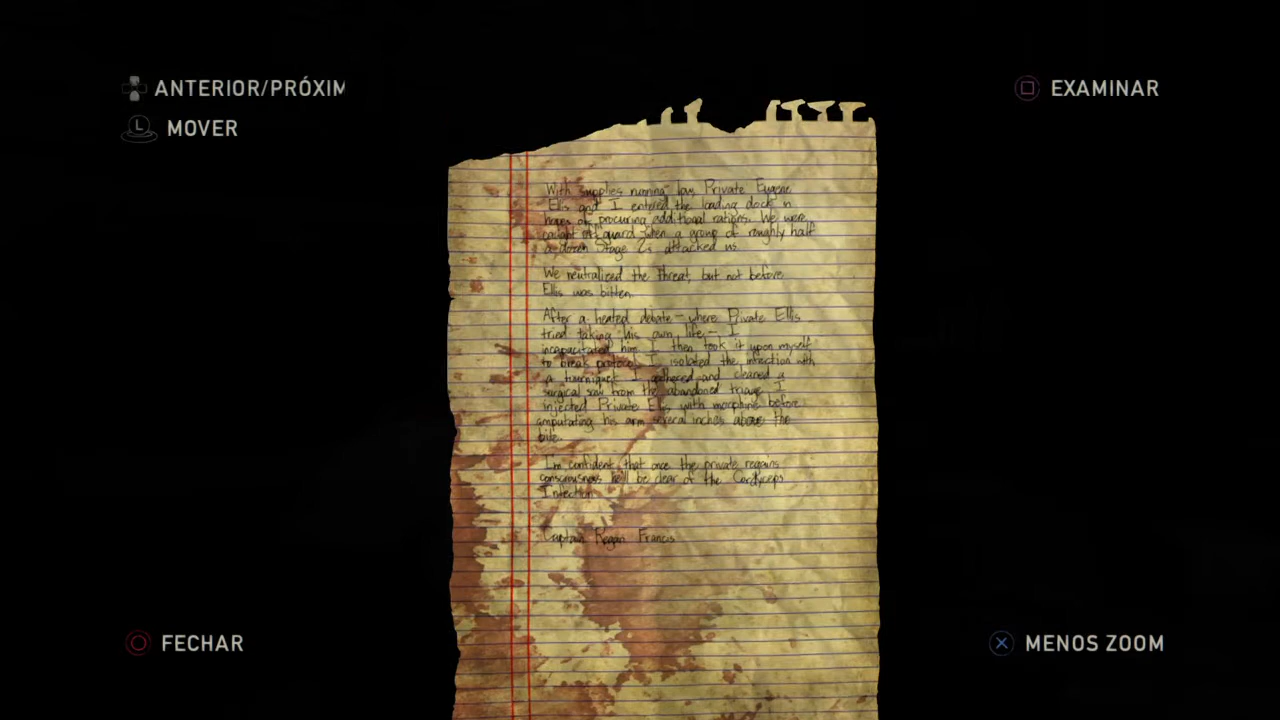 ANTERIOR/PRÓXIM
MOVER
EXAMINAR
With supplies running low, Private Eugene
Ellis and I entered the loading dock in
hopes of procuring additional rations. We were
caught off guard when a group of roughly half
a dozen Stage 2s attacked us.
We neutralized the threat, but not before
Ellis was bitten.
After a heated debate - where Private Ellis
tried taking his own life - I
incapacitated him. I then took it upon myself
to break protocol. I isolated the infection with
a tourniquet. I gathered and cleaned a
surgical saw from the abandoned triage. I
injected Private Ellis with morphine before
amputating his arm several inches above the
bite.
I'm confident that once the private regains
consciousness he'll be clear of the Cordyceps
Infection.
Captain Regan Francis
FECHAR
MENOS ZOOM